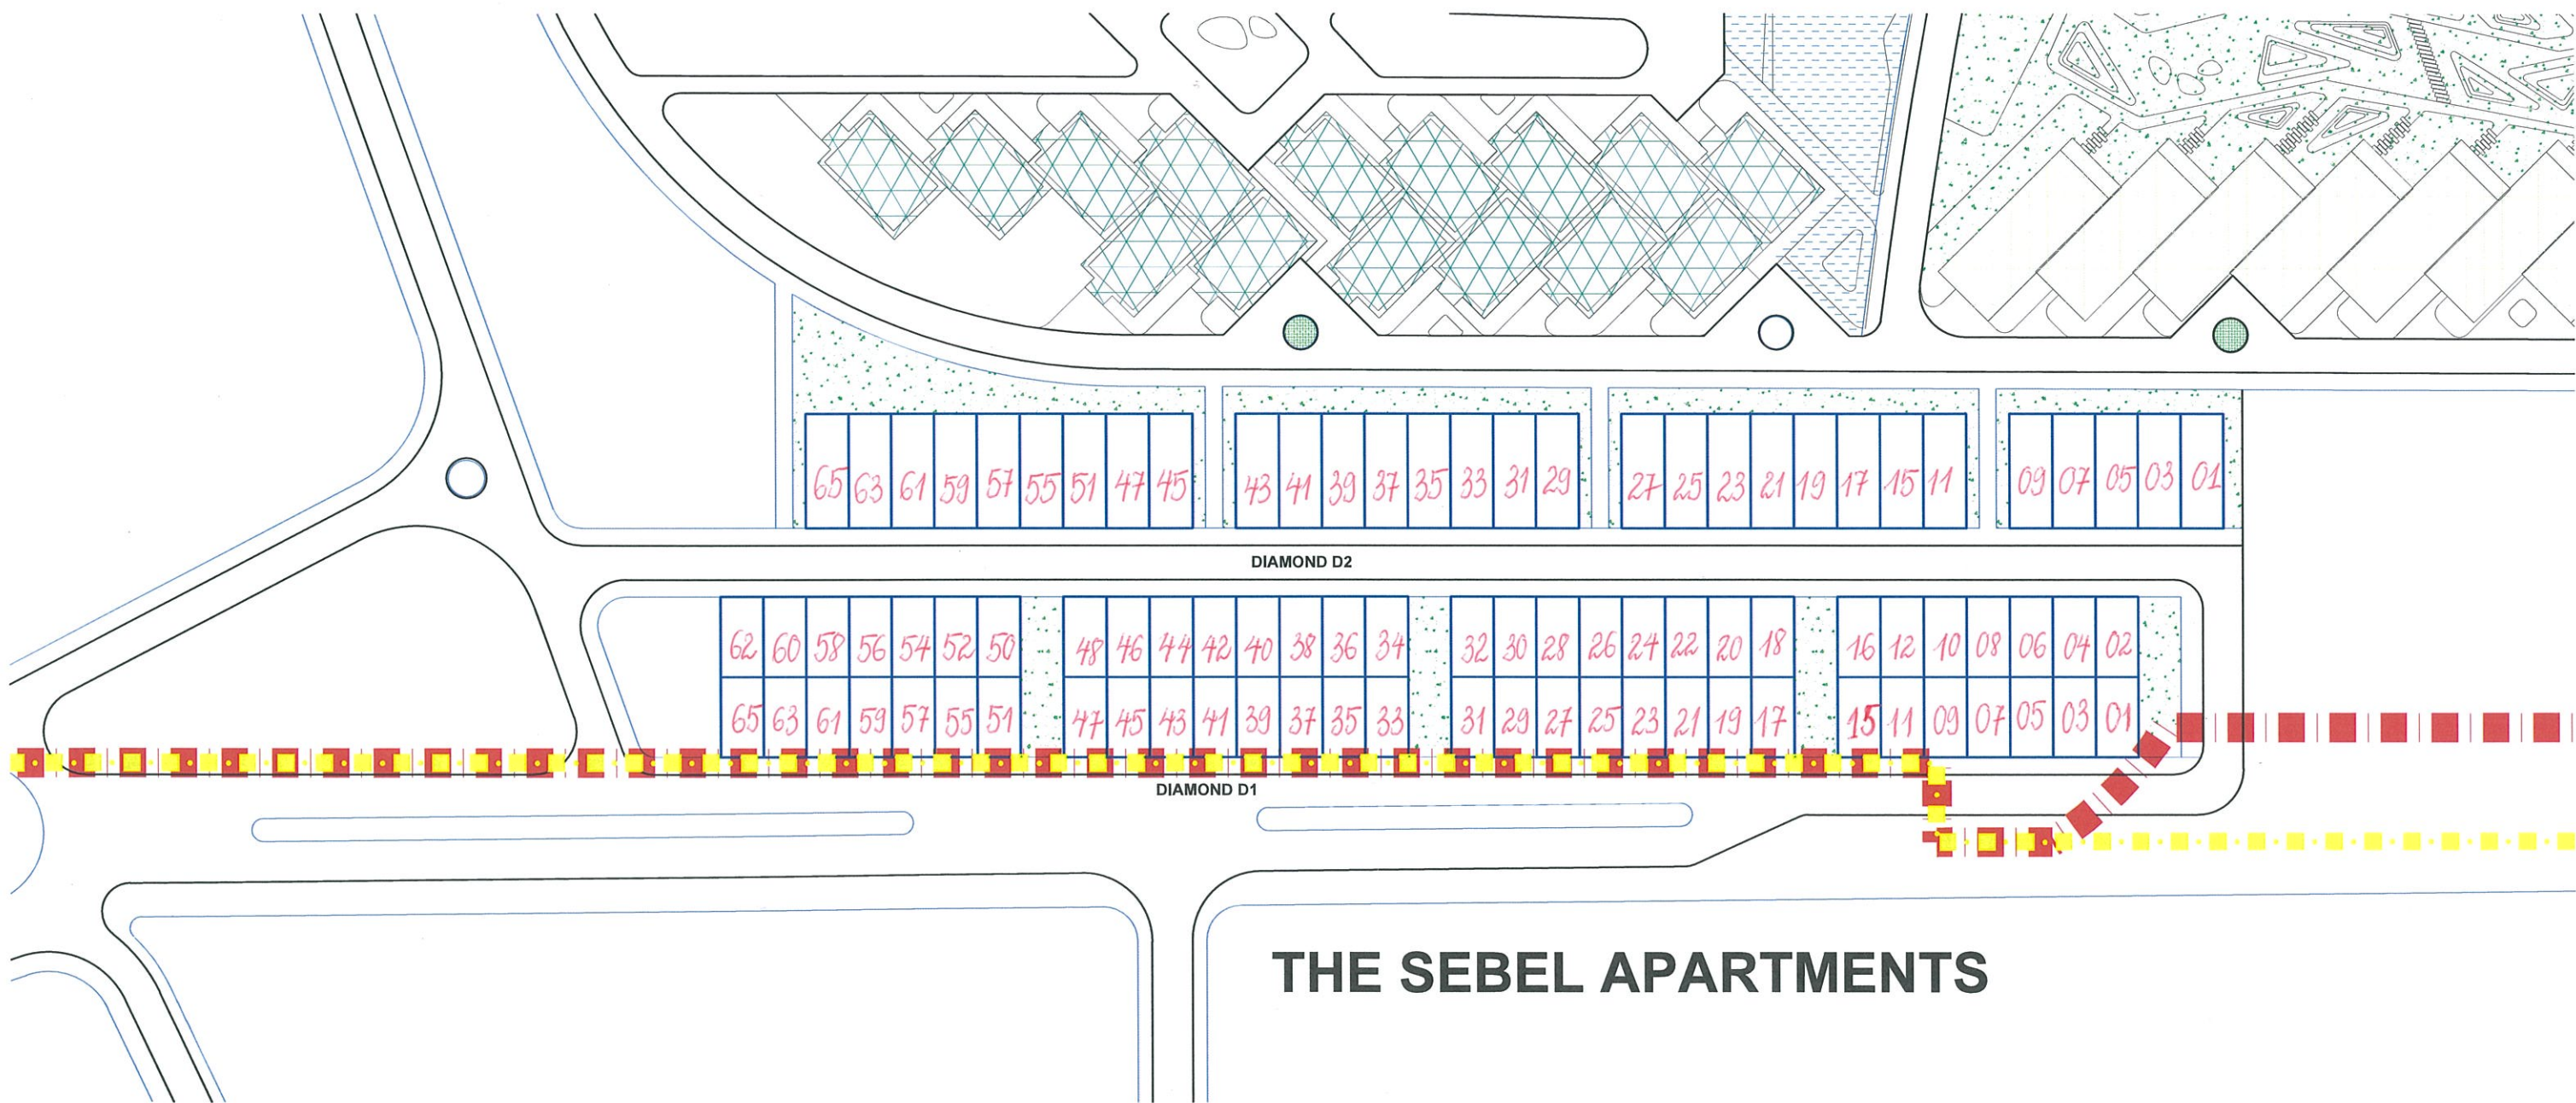 65 63 61 59 57 55 51 47 45 43 41 39 37 35 33 31 29 27 25 23 21 19 17 15 11 09 07 05 03 01
DIAMOND D2
62 60 58 56 54 52 50 48 46 44 42 40 38 36 34 32 30 28 26 24 22 20 18 16 12 10 08 06 04 02
65 63 61 59 57 55 51 47 45 43 41 39 37 35 33 31 29 27 25 23 21 19 17 15 11 09 07 05 03 01
DIAMOND D1
THE SEBEL APARTMENTS